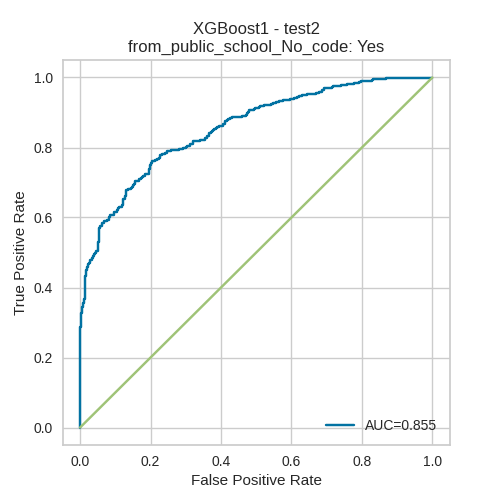 XGBoost1 - test2
from_public_school_No_code: Yes
True Positive Rate
1.0
0.8
0.6
0.4
0.2
0.0
AUC=0.855
0.0 0.2 0.4 0.6 0.8 1.0
False Positive Rate